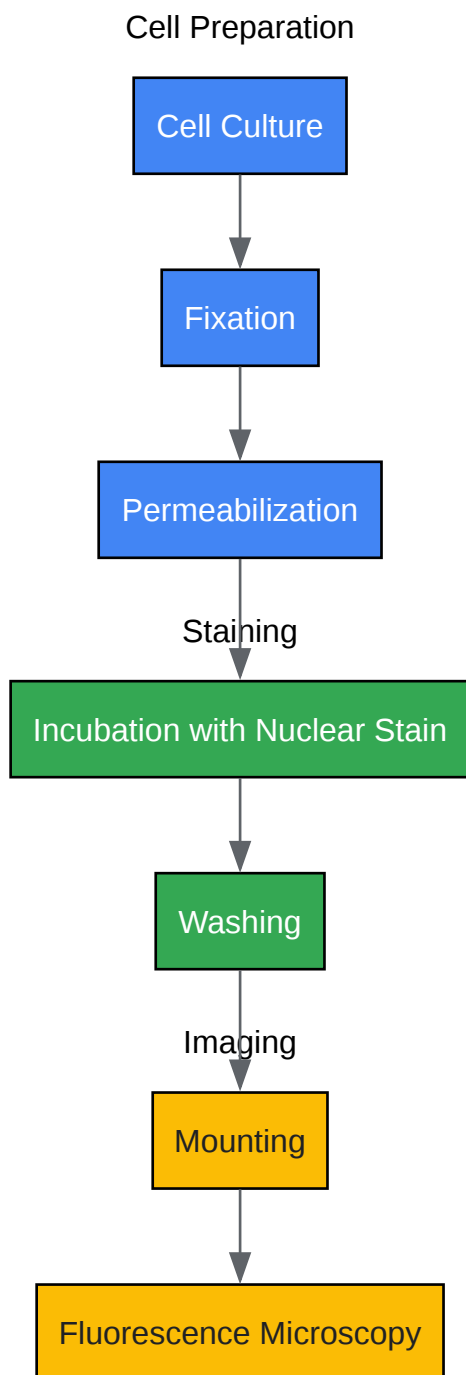 Cell Preparation
Cell Culture
Fixation
Permeabilization
Staining
Incubation with Nuclear Stain
Washing
Imaging
Mounting
Fluorescence Microscopy